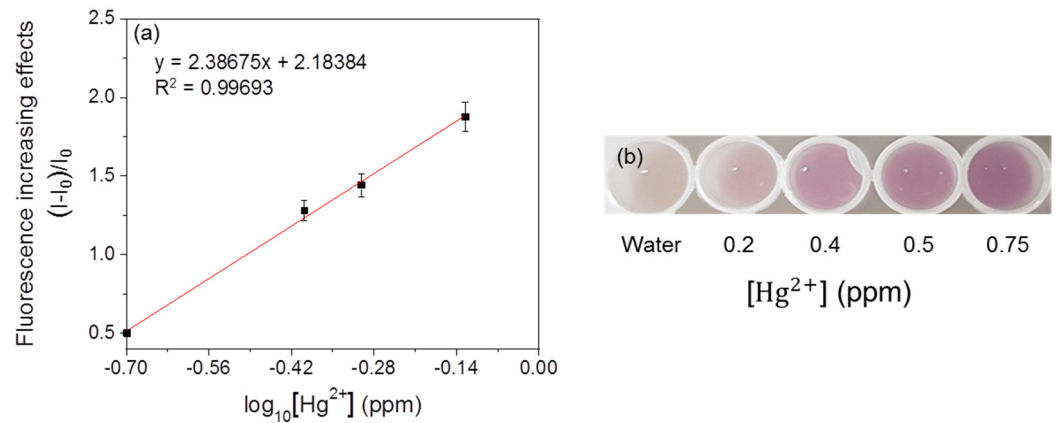 (a)
y = 2.38675x + 2.18384
R² = 0.99693
Fluorescence increasing effects
(I-I₀)/I₀
2.5
2.0
1.5
1.0
0.5
-0.70 -0.56 -0.42 -0.28 -0.14 0.00
log₁₀[Hg²⁺] (ppm)
(b)
Water 0.2 0.4 0.5 0.75
[Hg²⁺] (ppm)